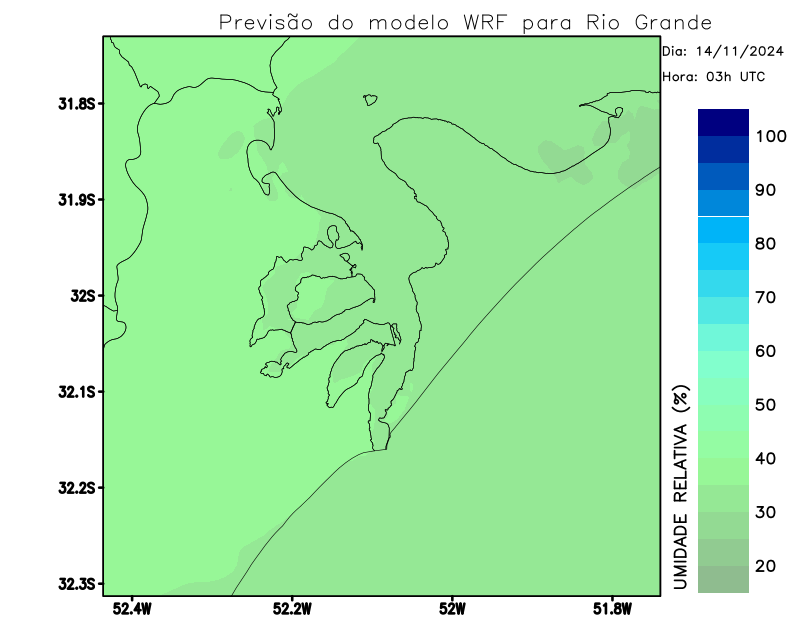 Previsão do modelo WRF para Rio Grande
Dia: 14/11/2024
Hora: 03h UTC
31.8S
31.9S
32S
32.1S
32.2S
32.3S
52.4W
52.2W
52W
51.8W
100
90
80
70
60
50
40
30
20
UMIDADE RELATIVA (%)